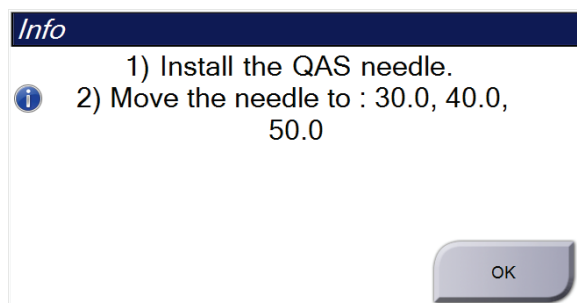 Info
1) Install the QAS needle.
2) Move the needle to : 30.0, 40.0,
50.0
OK